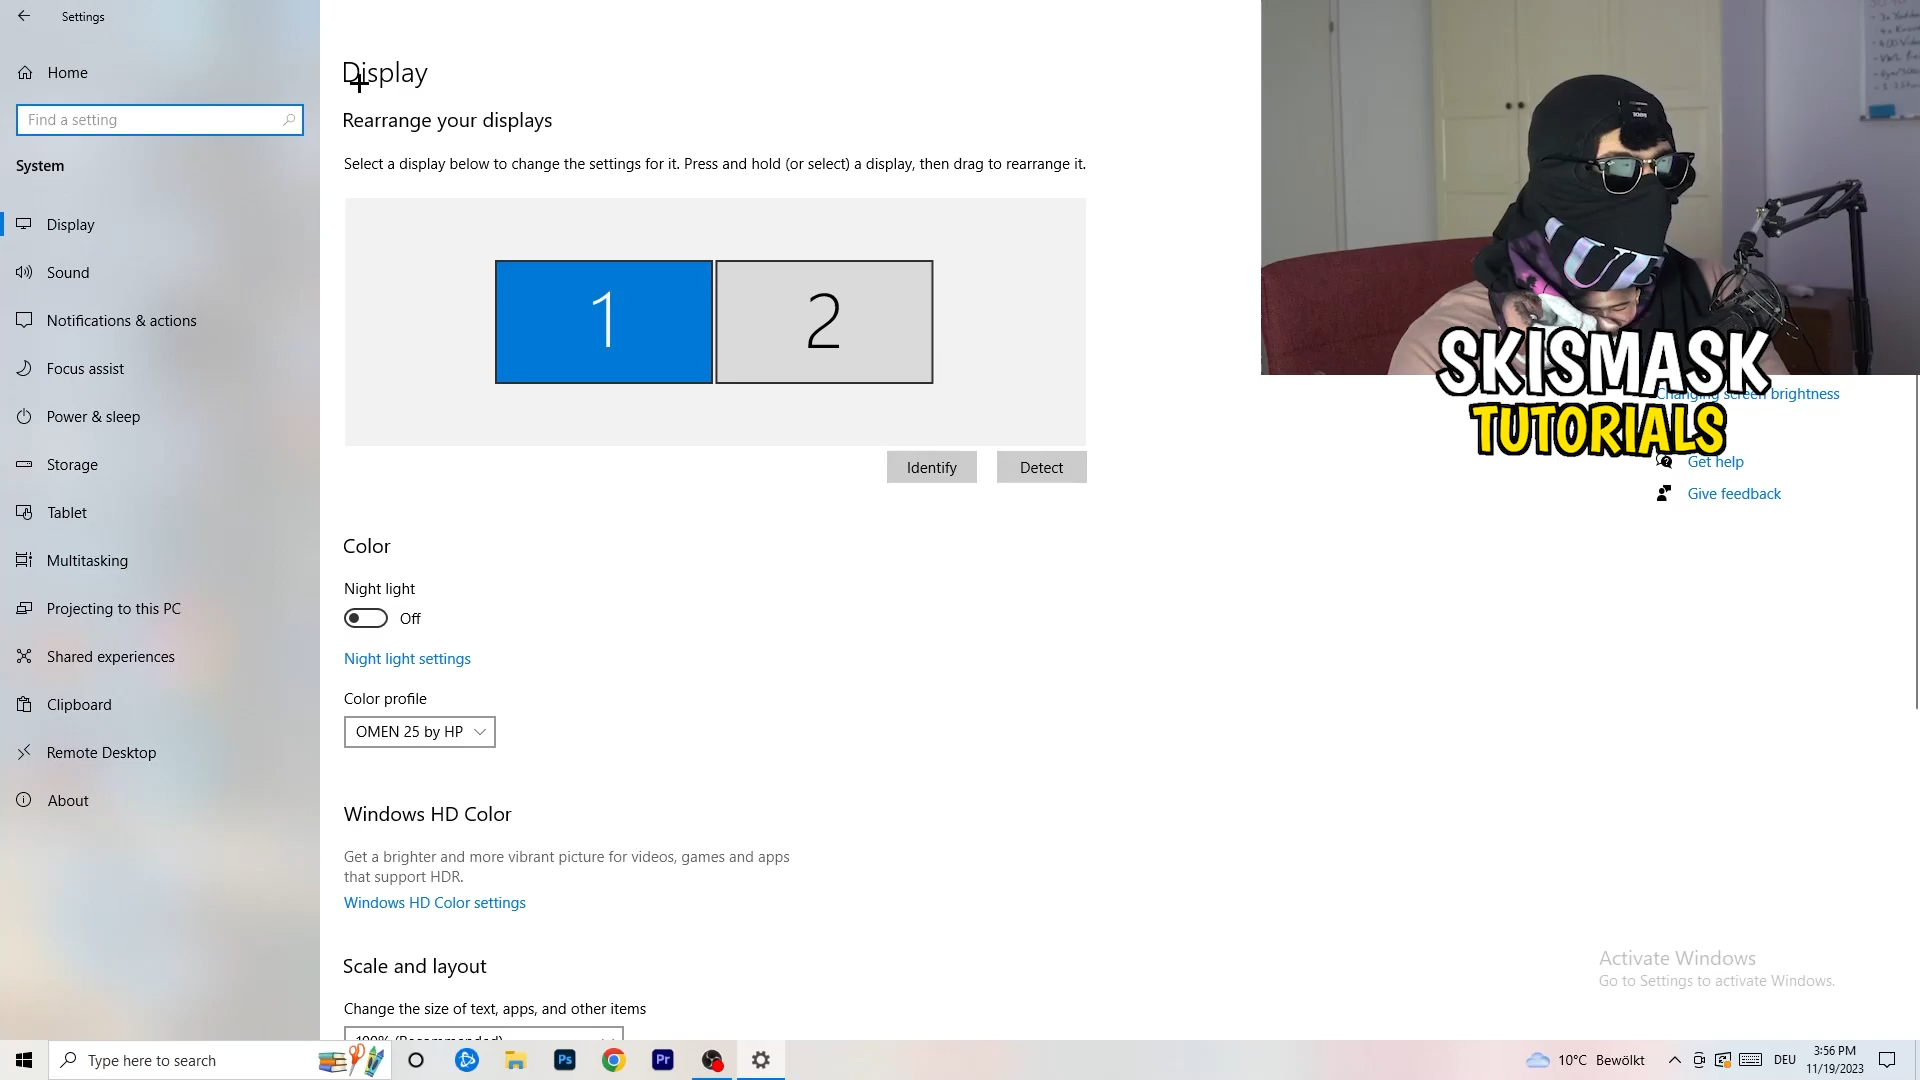 Settings
Home
Find a setting
System
Display
Sound
Notifications & actions
Focus assist
Power & sleep
Storage
Tablet
Multitasking
Projecting to this PC
Shared experiences
Clipboard
Remote Desktop
About
Display
Rearrange your displays
Select a display below to change the settings for it. Press and hold (or select) a display, then drag to rearrange it.
1
2
Identify
Detect
Color
Night light
Off
Night light settings
Color profile
OMEN 25 by HP
Windows HD Color
Get a brighter and more vibrant picture for videos, games and apps
that support HDR.
Windows HD Color settings
Scale and layout
Change the size of text, apps, and other items
100% (Recommended)
SKISMASK
TUTORIALS
Changing screen brightness
Get help
Give feedback
Activate Windows
Go to Settings to activate Windows.
Type here to search
Ps
Pr
10°C Bewölkt
DEU
3:56 PM
11/19/2023